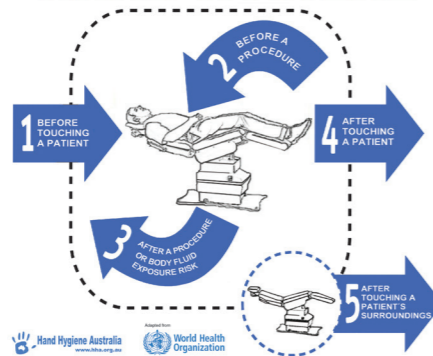 1 BEFORE
TOUCHING
A PATIENT
2 BEFORE A
PROCEDURE
3 AFTER A PROCEDURE
OR BODY FLUID
EXPOSURE RISK
4 AFTER
TOUCHING
A PATIENT
5 AFTER
TOUCHING A
PATIENT'S
SURROUNDINGS
Hand Hygiene Australia
www.hha.org.au
Adapted from
World Health
Organization